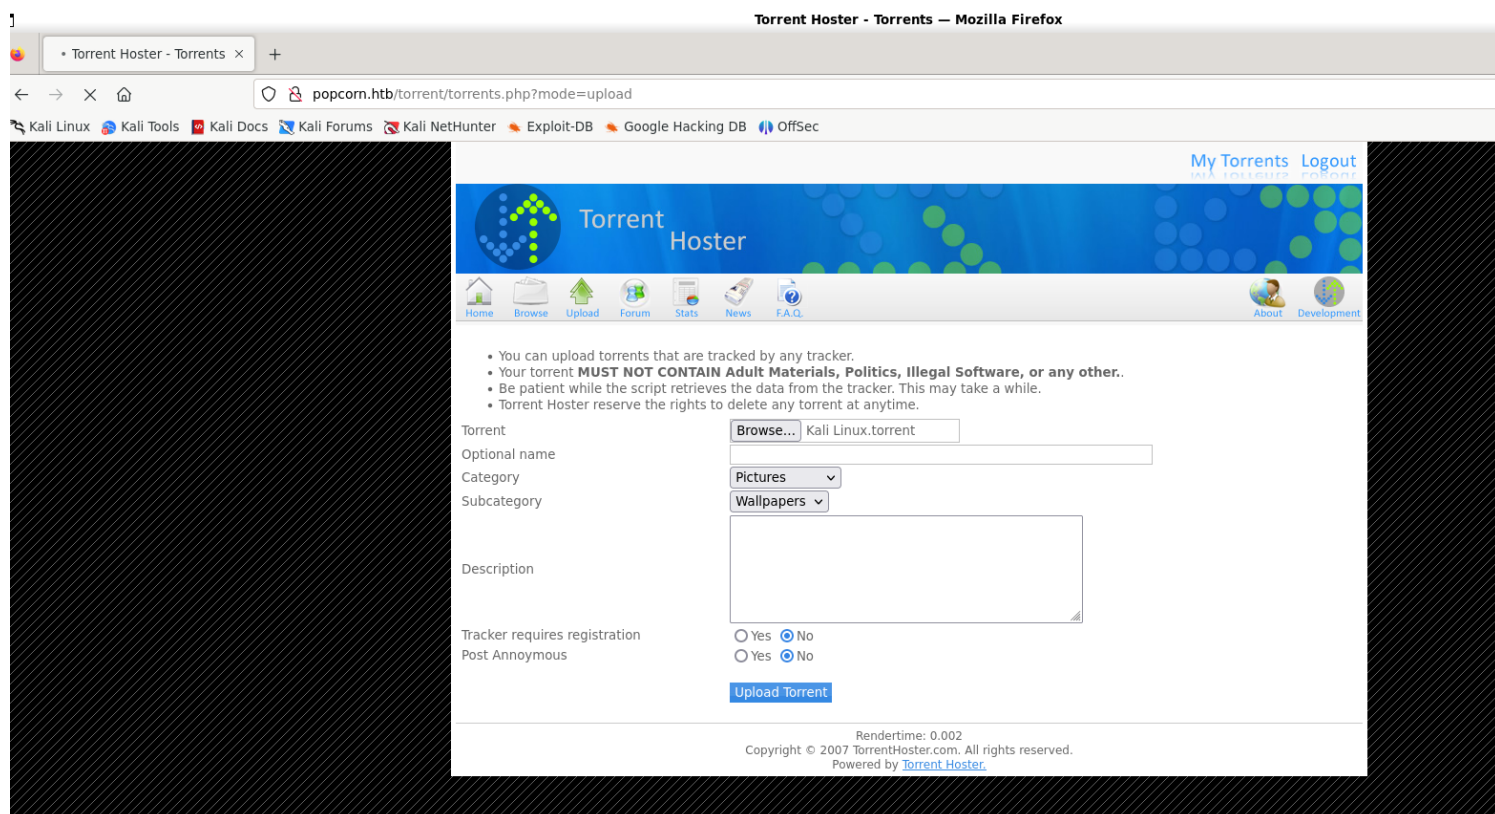 Torrent Hoster - Torrents — Mozilla Firefox
• Torrent Hoster - Torrents
popcorn.htb/torrent/torrents.php?mode=upload
Kali Linux Kali Tools Kali Docs Kali Forums Kali NetHunter Exploit-DB Google Hacking DB OffSec
My Torrents Logout
Torrent
Hoster
Home Browse Upload Forum Stats News F.A.Q. About Development
• You can upload torrents that are tracked by any tracker.
• Your torrent MUST NOT CONTAIN Adult Materials, Politics, Illegal Software, or any other..
• Be patient while the script retrieves the data from the tracker. This may take a while.
• Torrent Hoster reserve the rights to delete any torrent at anytime.
Torrent Browse... Kali Linux.torrent
Optional name
Category Pictures
Subcategory Wallpapers
Description
Tracker requires registration Yes No
Post Annoymous Yes No
Upload Torrent
Rendertime: 0.002
Copyright © 2007 TorrentHoster.com. All rights reserved.
Powered by Torrent Hoster.